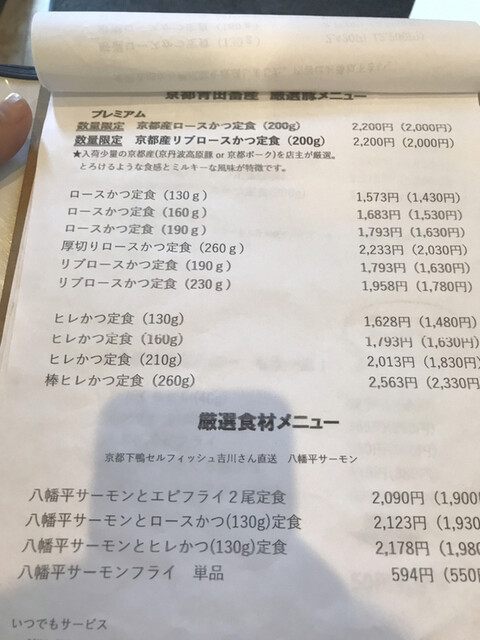 京都育田畜産 厳選豚メニュー
プレミアム
数量限定 京都産ロースかつ定食（200g） 2,200円（2,000円）
数量限定 京都産リブロースかつ定食（200g） 2,200円（2,000円）
★入荷少量の京都産(京丹波高原豚 or 京都ポーク)を店主が厳選。
とろけるような食感とミルキーな風味が特徴です。
ロースかつ定食（130ｇ） 1,573円（1,430円）
ロースかつ定食（160ｇ） 1,683円（1,530円）
ロースかつ定食（190ｇ） 1,793円（1,630円）
厚切りロースかつ定食（260ｇ） 2,233円（2,030円）
リブロースかつ定食（190ｇ） 1,793円（1,630円）
リブロースかつ定食（230ｇ） 1,958円（1,780円）
ヒレかつ定食（130g） 1,628円（1,480円）
ヒレかつ定食（160g） 1,793円（1,630円）
ヒレかつ定食（210g） 2,013円（1,830円）
棒ヒレかつ定食（260g） 2,563円（2,330円
厳選食材メニュー
京都下鴨セルフィッシュ吉川さん直送 八幡平サーモン
八幡平サーモンとエビフライ２尾定食 2,090円（1,900
八幡平サーモンとロースかつ(130g)定食 2,123円（1,930
八幡平サーモンとヒレかつ(130g)定食 2,178円（1,980
八幡平サーモンフライ 単品 594円（550
いつでもサービス